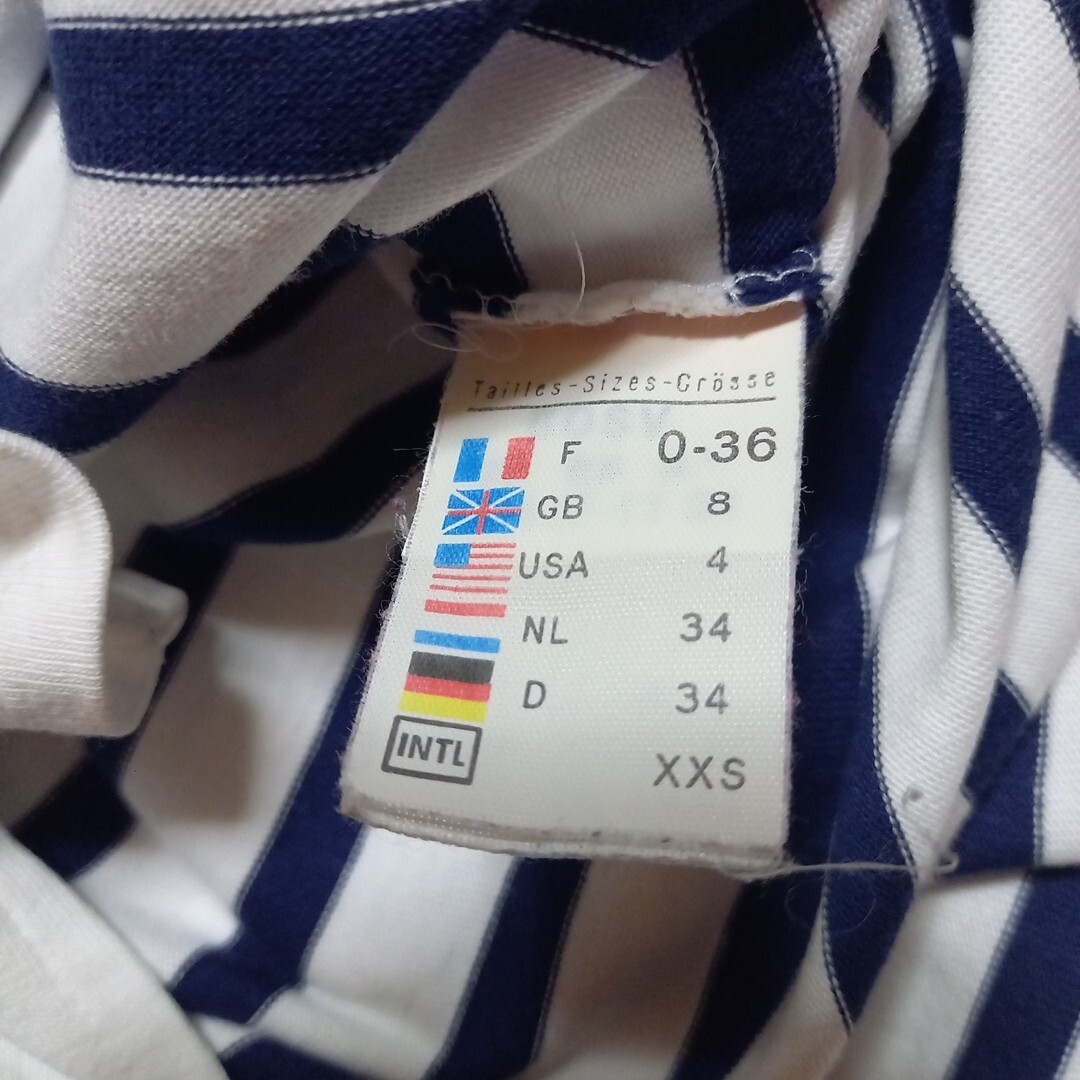 Tailles-Sizes-Grösse
F 0-36
GB 8
USA 4
NL 34
D 34
INTL XXS